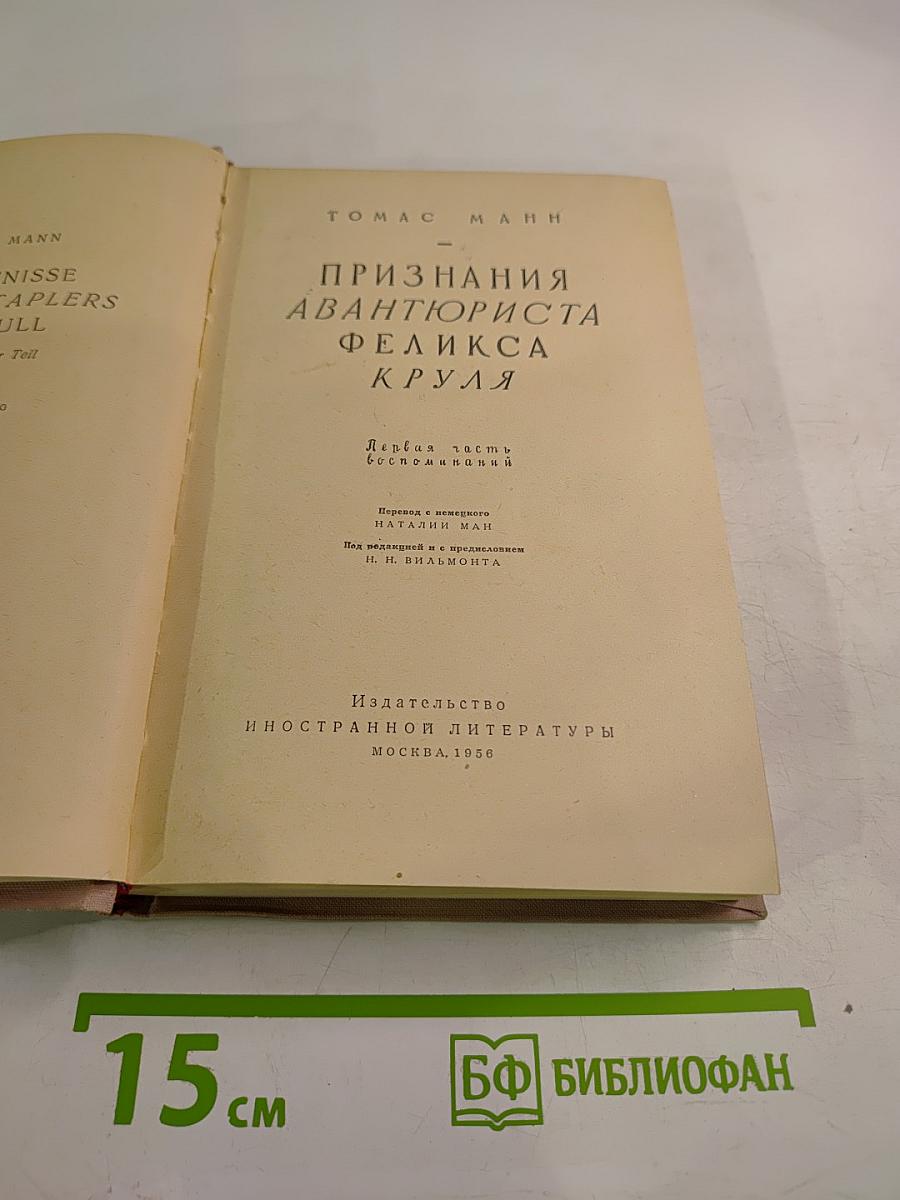 MANN
NISSE
TAPLERS
ULL
r Teil
о
ТОМАС МАНН
—
ПРИЗНАНИЯ
АВАНТЮРИСТА
ФЕЛИКСА
КРУЛЯ
Первая часть
воспоминаний
Перевод с немецкого
НАТАЛИИ МАН
Под редакцией и с предисловием
Н. Н. ВИЛЬМОНТА
Издательство
ИНОСТРАННОЙ ЛИТЕРАТУРЫ
МОСКВА, 1956
15 см
БФ БИБЛИОФАН